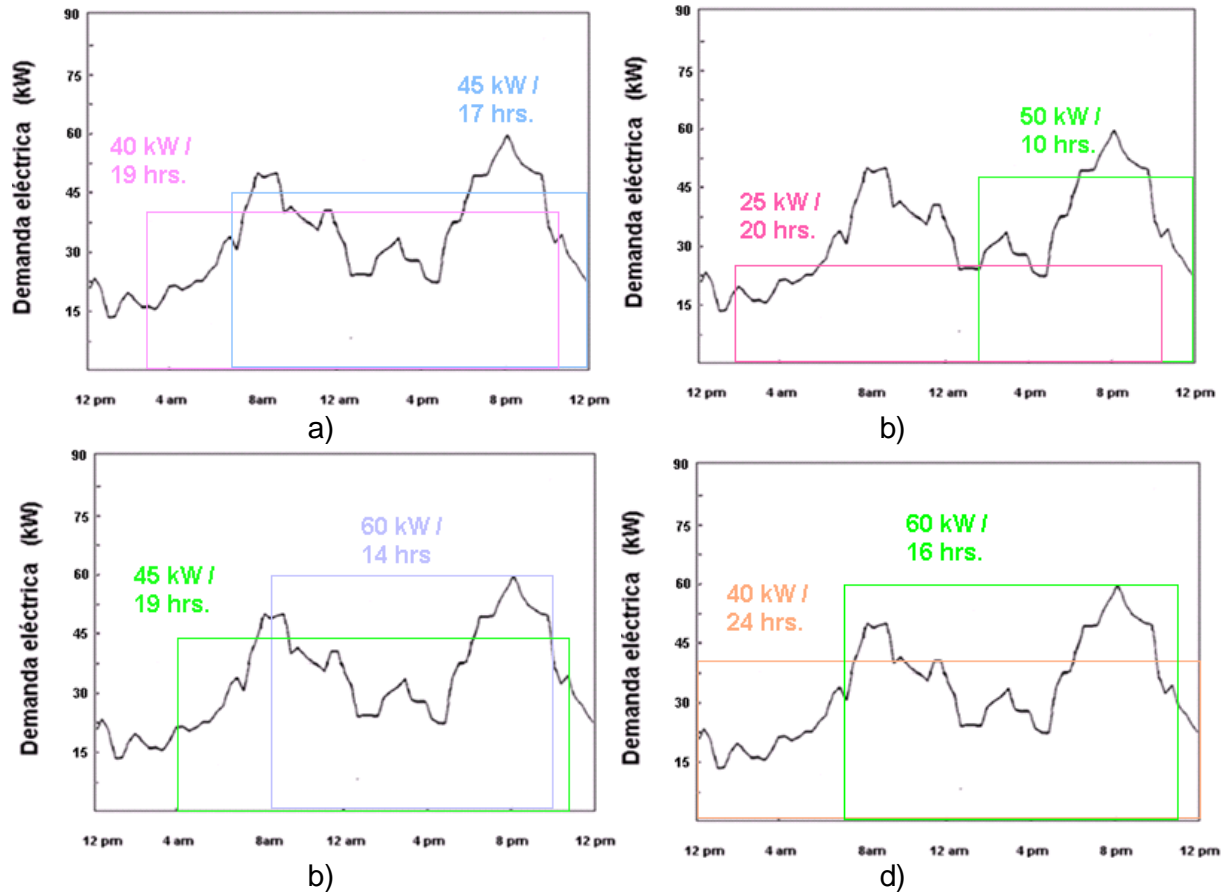 Demanda eléctrica (kW)
90
75
60
45
30
15
45 kW /
17 hrs.
40 kW /
19 hrs.
12 pm 4 am 8am 12 am 4 pm 8 pm 12 pm
a)
Demanda eléctrica (kW)
90
75
60
45
30
15
50 kW /
10 hrs.
25 kW /
20 hrs.
12 pm 4 am 8am 12 am 4 pm 8 pm 12 pm
b)
Demanda eléctrica (kW)
90
75
60
45
30
15
60 kW /
14 hrs
45 kW /
19 hrs.
12 pm 4 am 8am 12 am 4 pm 8 pm 12 pm
b)
Demanda eléctrica (kW)
90
75
60
45
30
15
60 kW /
16 hrs.
40 kW /
24 hrs.
12 pm 4 am 8am 12 am 4 pm 8 pm 12 pm
d)